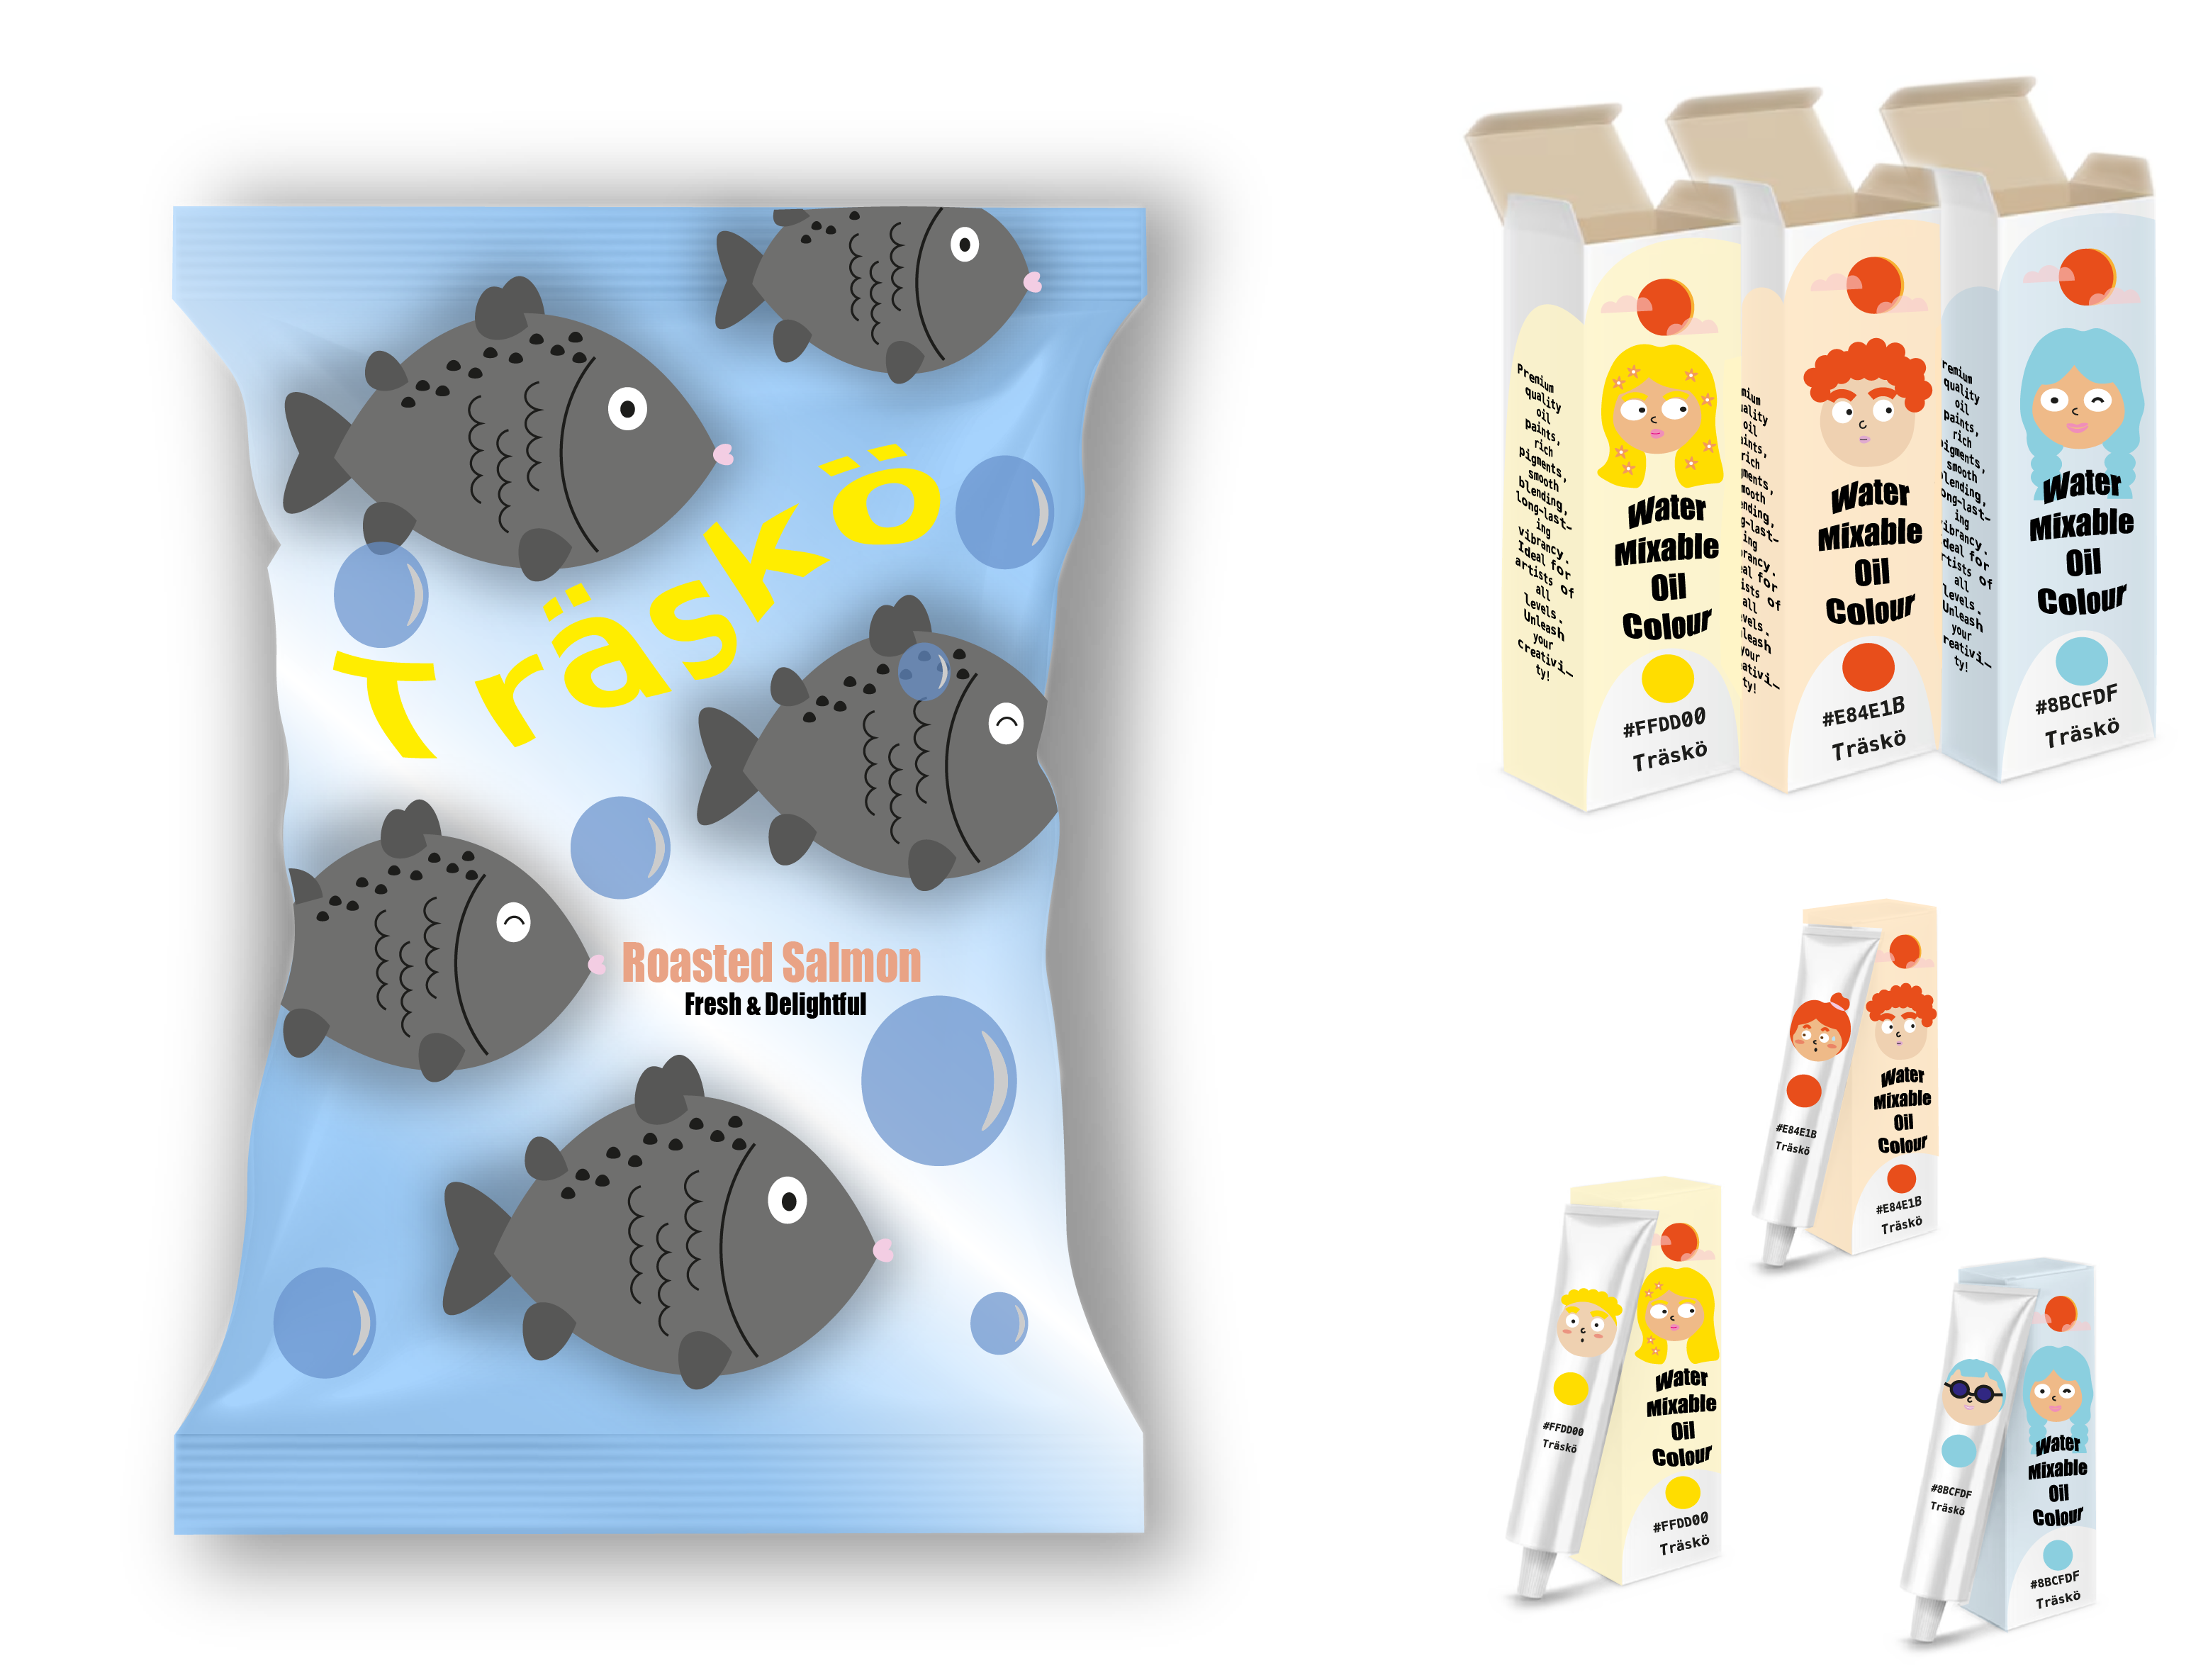 Träskö
Roasted Salmon
Fresh & Delightful
Premium
quality
oil
paints,
rich
pigments,
smooth
blending,
long-last-
ing
vibrancy.
Ideal for
artists of
all
levels.
Unleash
your
creativi-
ty!
Water
Mixable
Oil
Colour
#FFDD00
Träskö
Water
Mixable
Oil
Colour
#E84E1B
Träskö
Water
Mixable
Oil
Colour
#8BCFDF
Träskö
#E84E1B
Träskö
Water
Mixable
Oil
Colour
#E84E1B
Träskö
#FFDD00
Träskö
Water
Mixable
Oil
Colour
#FFDD00
Träskö
#8BCFDF
Träskö
Water
Mixable
Oil
Colour
#8BCFDF
Träskö